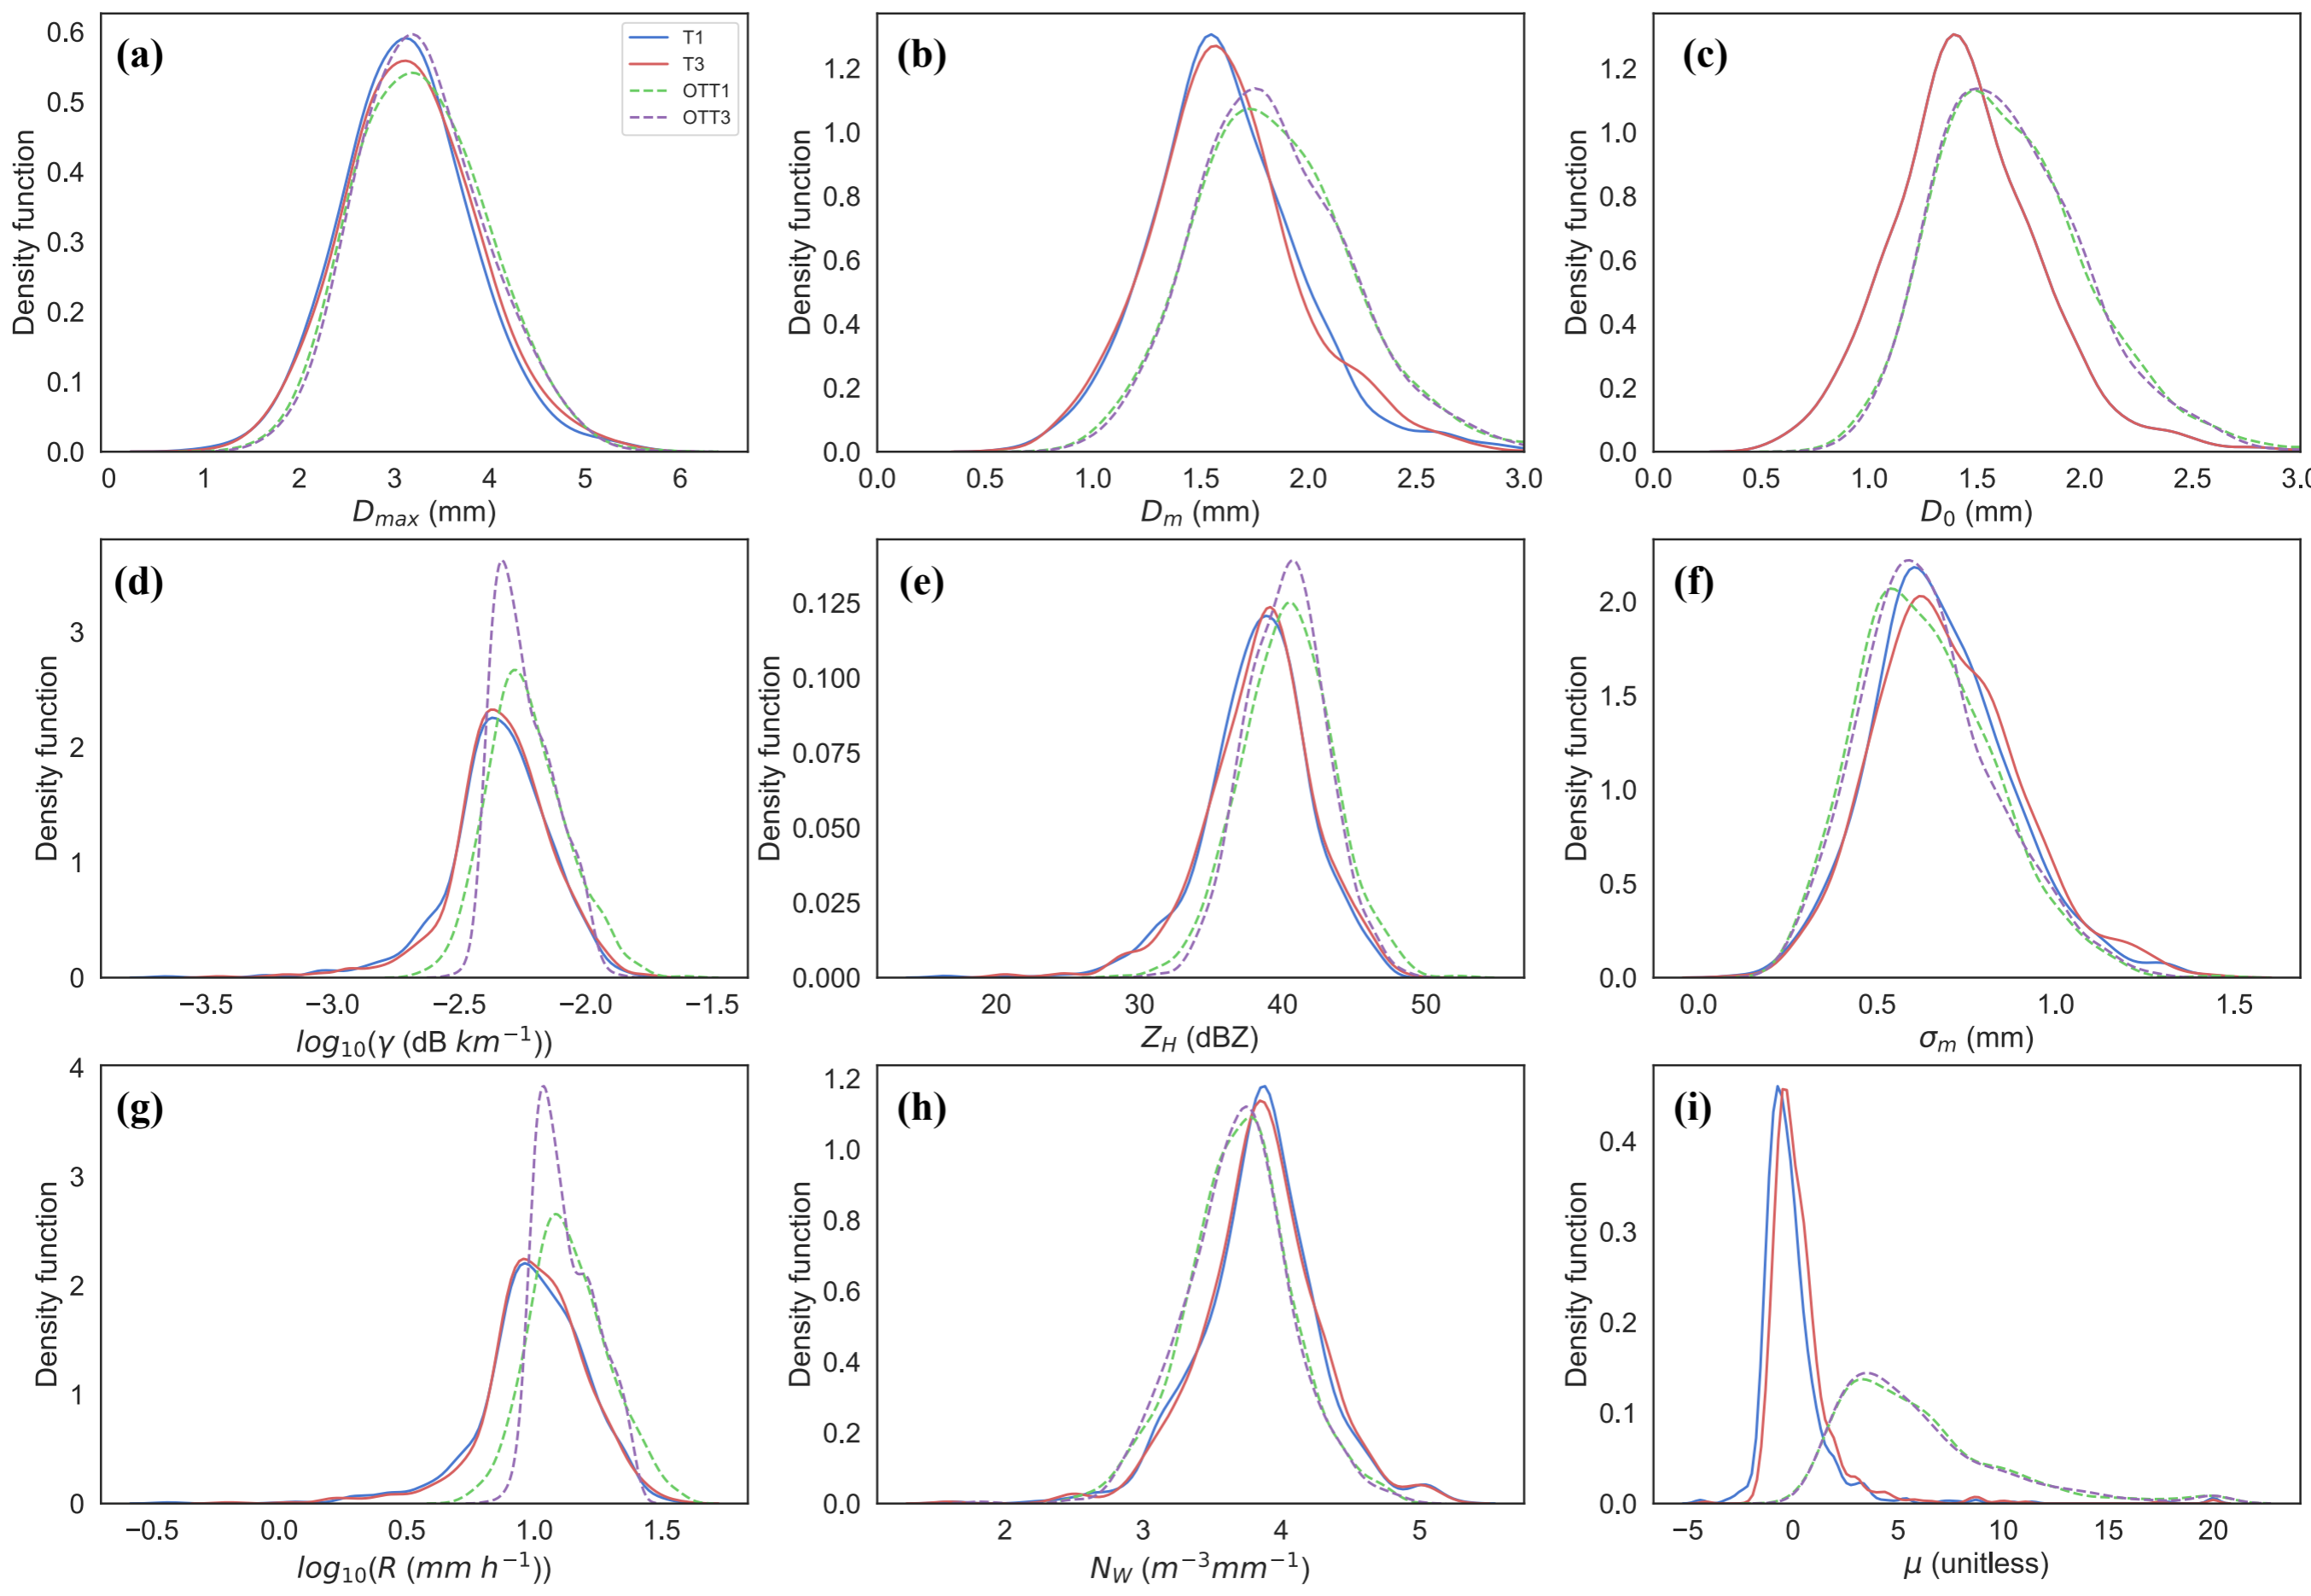 (a)
T1
T3
OTT1
OTT3
0.6
0.5
0.4
0.3
0.2
0.1
0.0
Density function
0 1 2 3 4 5 6
D_max (mm)
(b)
1.2
1.0
0.8
0.6
0.4
0.2
0.0
Density function
0.0 0.5 1.0 1.5 2.0 2.5 3.0
D_m (mm)
(c)
1.2
1.0
0.8
0.6
0.4
0.2
0.0
Density function
0.0 0.5 1.0 1.5 2.0 2.5 3.0
D_0 (mm)
(d)
3
2
1
0
Density function
−3.5 −3.0 −2.5 −2.0 −1.5
log_10(γ (dB km^−1))
(e)
0.125
0.100
0.075
0.050
0.025
0.000
Density function
20 30 40 50
Z_H (dBZ)
(f)
2.0
1.5
1.0
0.5
0.0
Density function
0.0 0.5 1.0 1.5
σ_m (mm)
(g)
4
3
2
1
0
Density function
−0.5 0.0 0.5 1.0 1.5
log_10(R (mm h^−1))
(h)
1.2
1.0
0.8
0.6
0.4
0.2
0.0
Density function
2 3 4 5
N_W (m^−3mm^−1)
(i)
0.4
0.3
0.2
0.1
0.0
Density function
−5 0 5 10 15 20
μ (unitless)